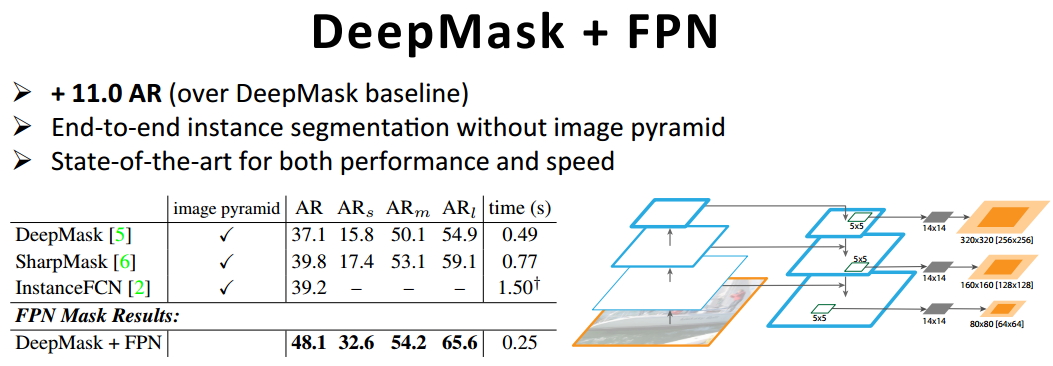 DeepMask + FPN
➢ + 11.0 AR (over DeepMask baseline)
➢ End-to-end instance segmentation without image pyramid
➢ State-of-the-art for both performance and speed
image pyramid AR ARs ARm ARl time (s)
DeepMask [5] ✓ 37.1 15.8 50.1 54.9 0.49
SharpMask [6] ✓ 39.8 17.4 53.1 59.1 0.77
InstanceFCN [2] ✓ 39.2 – – – 1.50†
FPN Mask Results:
DeepMask + FPN 48.1 32.6 54.2 65.6 0.25
5x5
14x14
320x320 [256x256]
5x5
14x14
160x160 [128x128]
5x5
14x14
80x80 [64x64]